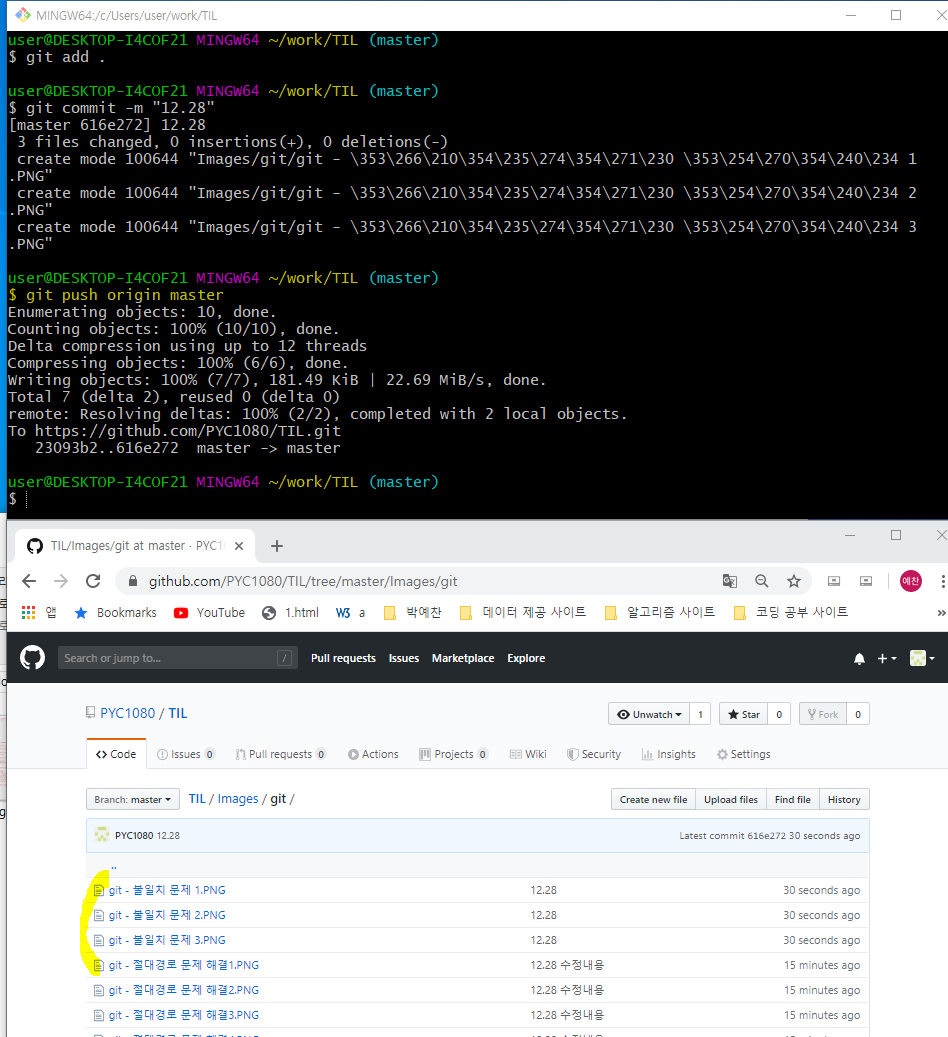 MINGW64:/c/Users/user/work/TIL
user@DESKTOP-I4COF21 MINGW64 ~/work/TIL (master)
$ git add .
user@DESKTOP-I4COF21 MINGW64 ~/work/TIL (master)
$ git commit -m "12.28"
[master 616e272] 12.28
 3 files changed, 0 insertions(+), 0 deletions(-)
 create mode 100644 "Images/git/git - \353\266\210\354\235\274\354\271\230 \353\254\270\354\240\234 1
.PNG"
 create mode 100644 "Images/git/git - \353\266\210\354\235\274\354\271\230 \353\254\270\354\240\234 2
.PNG"
 create mode 100644 "Images/git/git - \353\266\210\354\235\274\354\271\230 \353\254\270\354\240\234 3
.PNG"
user@DESKTOP-I4COF21 MINGW64 ~/work/TIL (master)
$ git push origin master
Enumerating objects: 10, done.
Counting objects: 100% (10/10), done.
Delta compression using up to 12 threads
Compressing objects: 100% (6/6), done.
Writing objects: 100% (7/7), 181.49 KiB | 22.69 MiB/s, done.
Total 7 (delta 2), reused 0 (delta 0)
remote: Resolving deltas: 100% (2/2), completed with 2 local objects.
To https://github.com/PYC1080/TIL.git
   23093b2..616e272  master -> master
user@DESKTOP-I4COF21 MINGW64 ~/work/TIL (master)
$
TIL/Images/git at master · PYC1
github.com/PYC1080/TIL/tree/master/Images/git 예찬
앱 Bookmarks YouTube 1.html W3 a 박예찬 데이터 제공 사이트 알고리즘 사이트 코딩 공부 사이트 »
Search or jump to... / Pull requests Issues Marketplace Explore
PYC1080 / TIL Unwatch 1 Star 0 Fork 0
Code Issues 0 Pull requests 0 Actions Projects 0 Wiki Security Insights Settings
Branch: master TIL / Images / git / Create new file Upload files Find file History
PYC1080 12.28 Latest commit 616e272 30 seconds ago
..
git - 불일치 문제 1.PNG 12.28 30 seconds ago
git - 불일치 문제 2.PNG 12.28 30 seconds ago
git - 불일치 문제 3.PNG 12.28 30 seconds ago
git - 절대경로 문제 해결1.PNG 12.28 수정내용 15 minutes ago
git - 절대경로 문제 해결2.PNG 12.28 수정내용 15 minutes ago
git - 절대경로 문제 해결3.PNG 12.28 수정내용 15 minutes ago